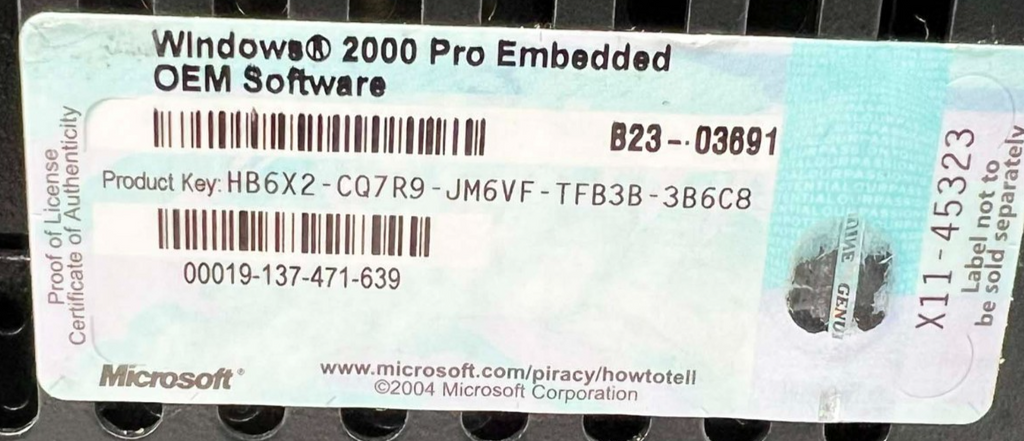 Windows® 2000 Pro Embedded
OEM Software
B23-03691
Product Key: HB6X2-CQ7R9-JM6VF-TFB3B-3B6C8
00019-137-471-639
Proof of License
Certificate of Authenticity
Microsoft®
www.microsoft.com/piracy/howtotell
©2004 Microsoft Corporation
GENUINE
X11-45323
Label not to
be sold separately